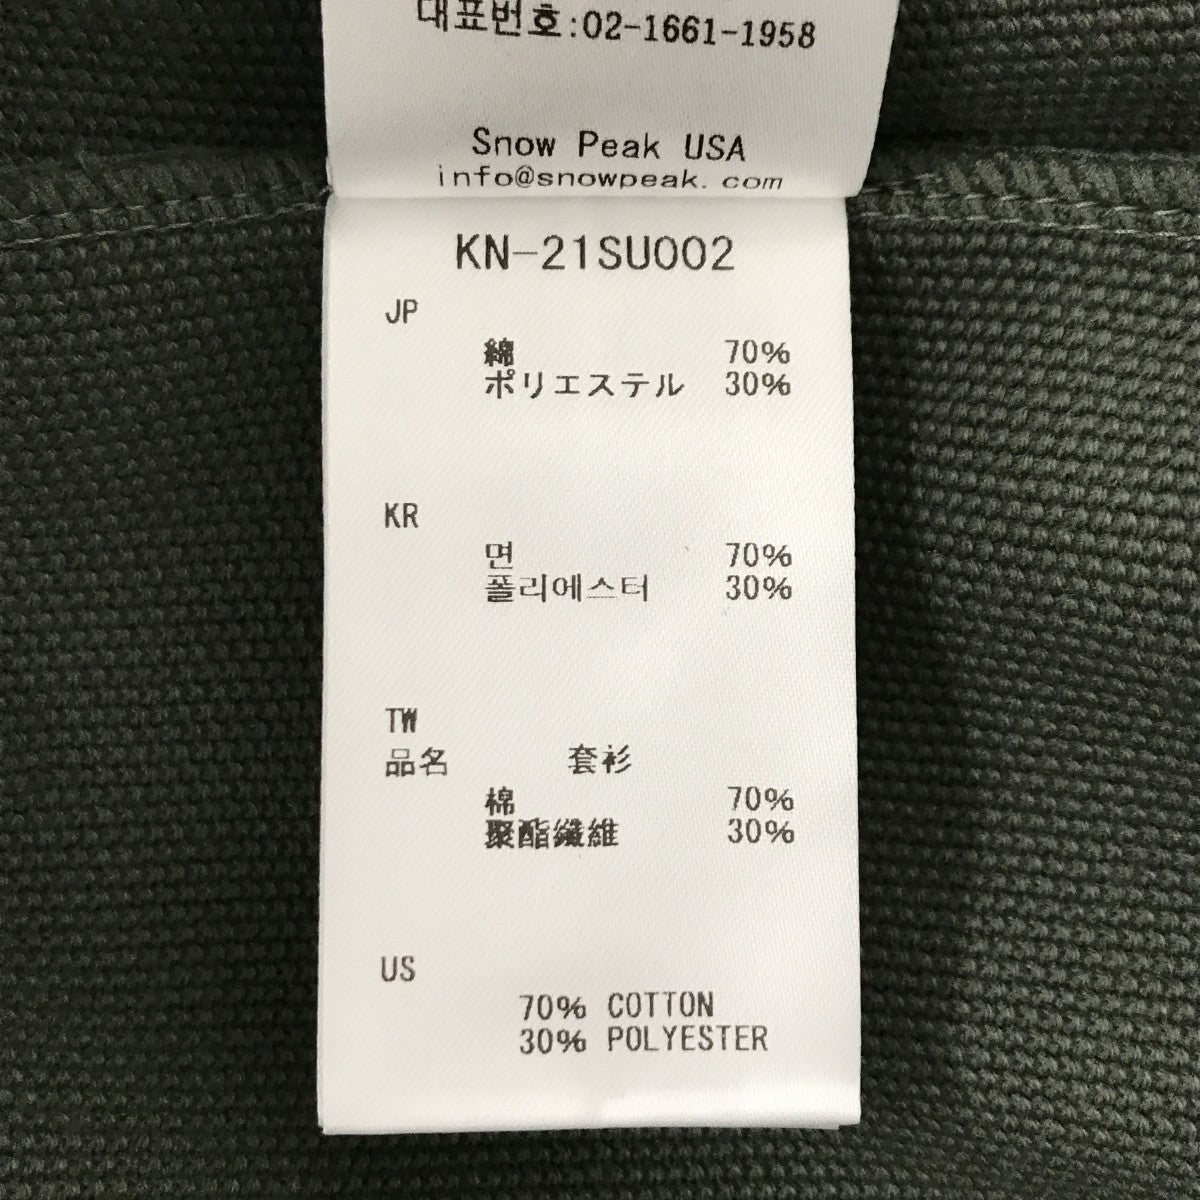 대표번호:02-1661-1958
Snow Peak USA
info@snowpeak.com
KN-21SU002
JP
綿 70%
ポリエステル 30%
KR
면 70%
폴리에스터 30%
TW
品名 套衫
棉 70%
聚酯纖維 30%
US
70% COTTON
30% POLYESTER